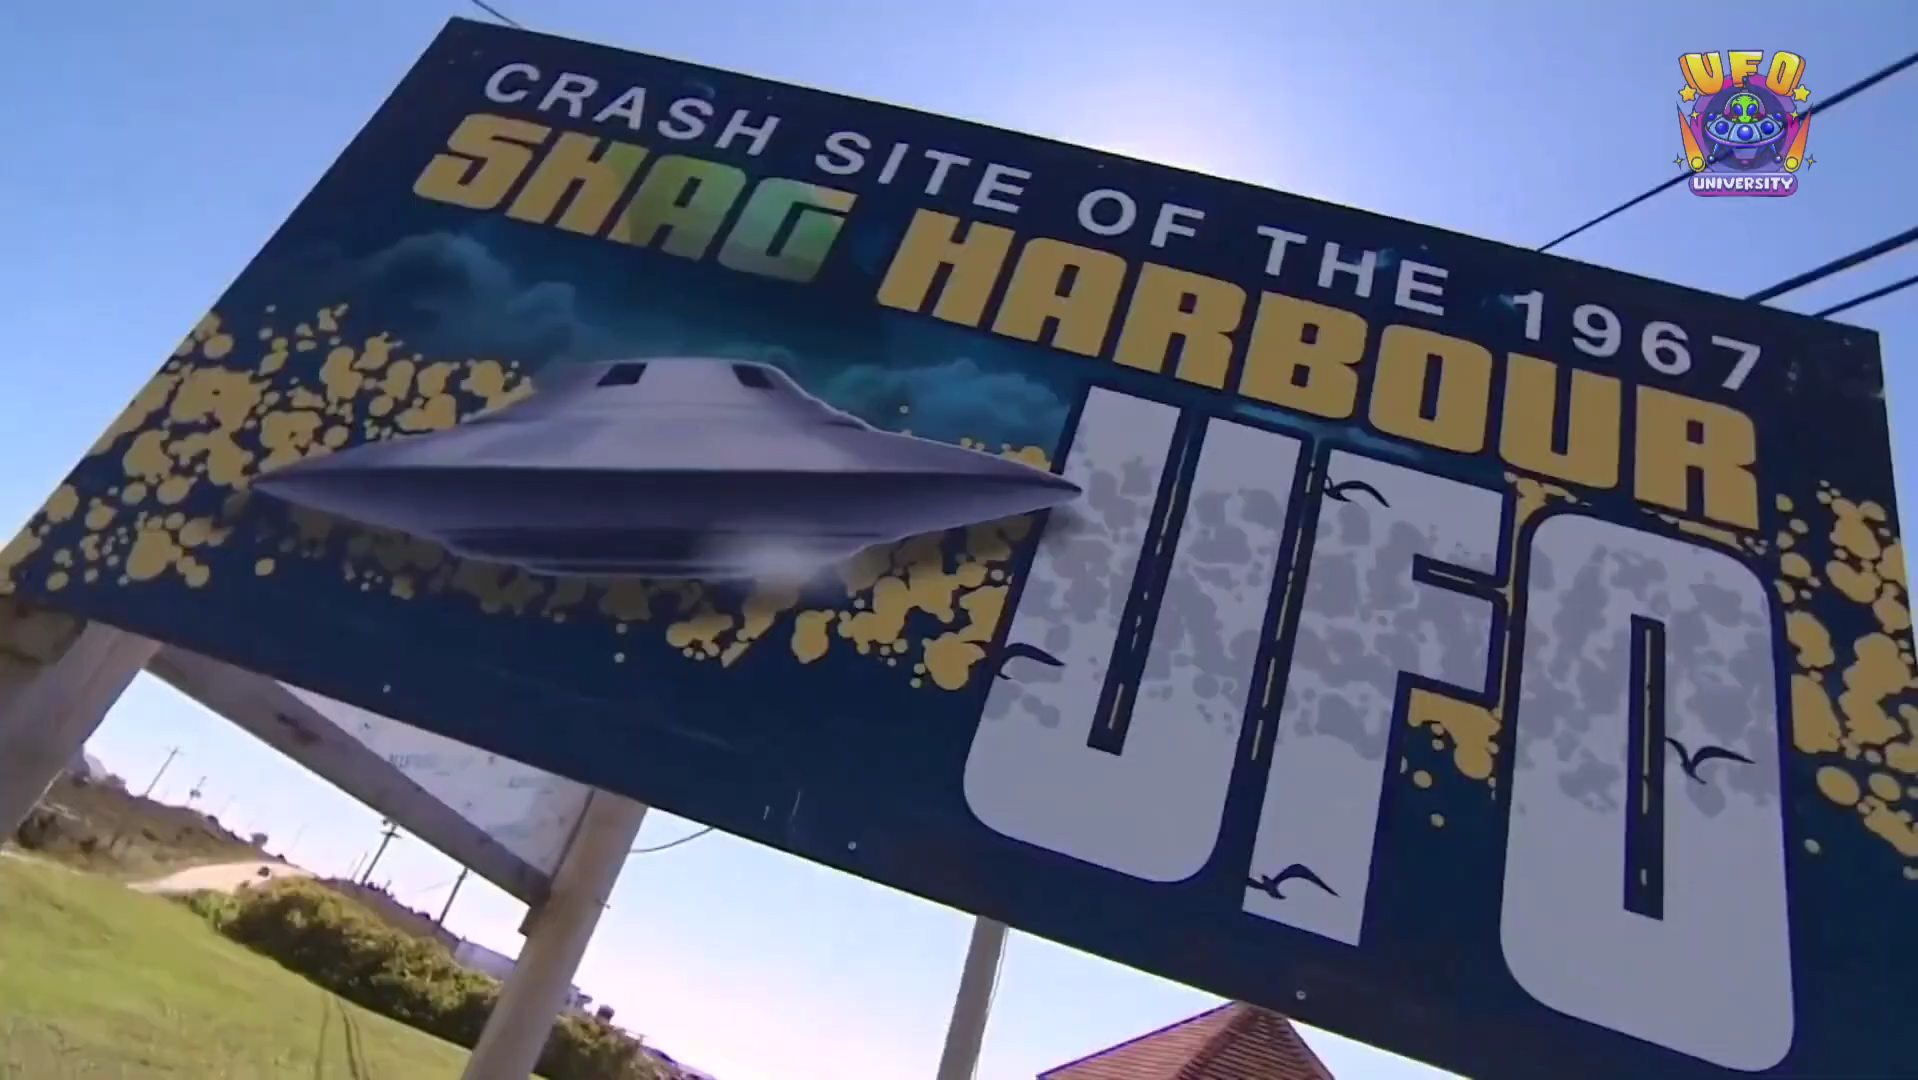 CRASH SITE OF THE 1967
SHAG HARBOUR
UFO
UFO
UNIVERSITY